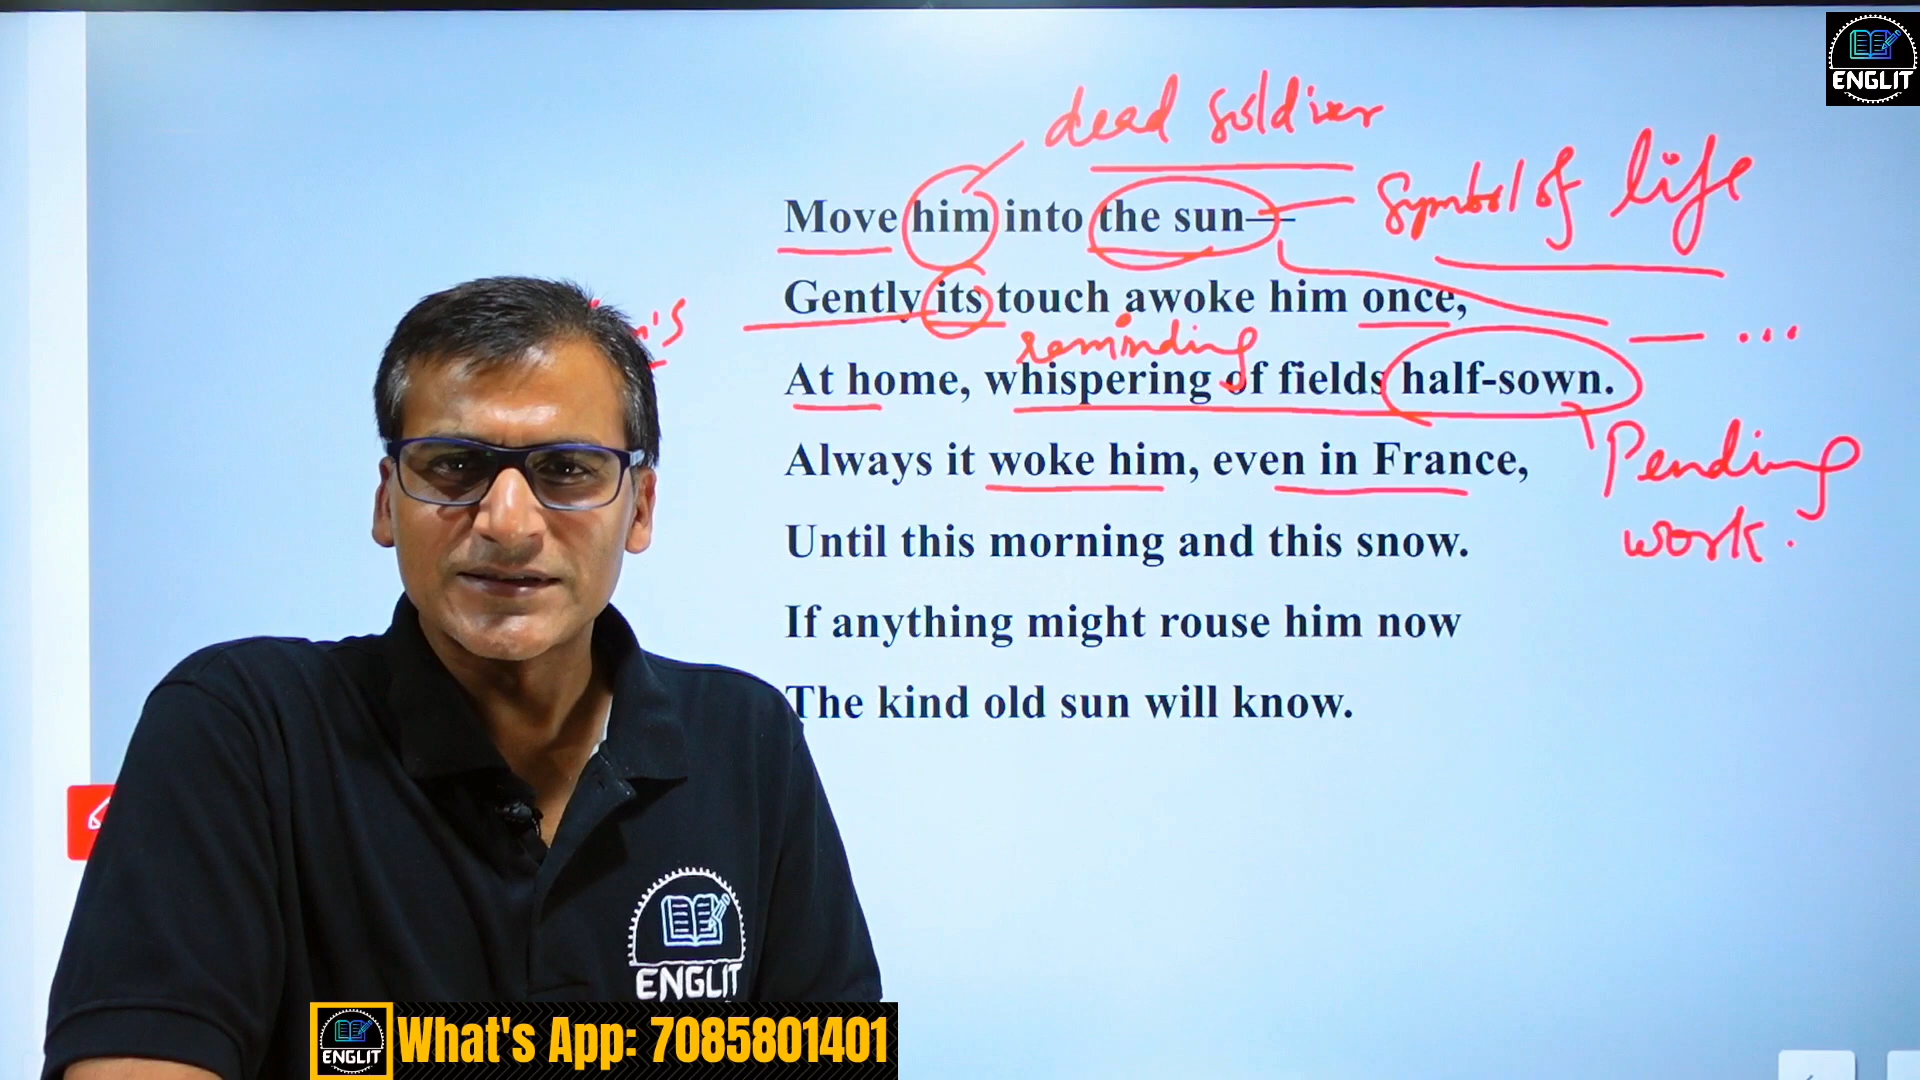 ENGLIT
dead soldier
symbol of life
Move him into the sun—
Gently its touch awoke him once,
reminding
At home, whispering of fields half-sown.
Pending
work.
Always it woke him, even in France,
Until this morning and this snow.
If anything might rouse him now
The kind old sun will know.
ENGLIT
ENGLIT
What's App: 7085801401